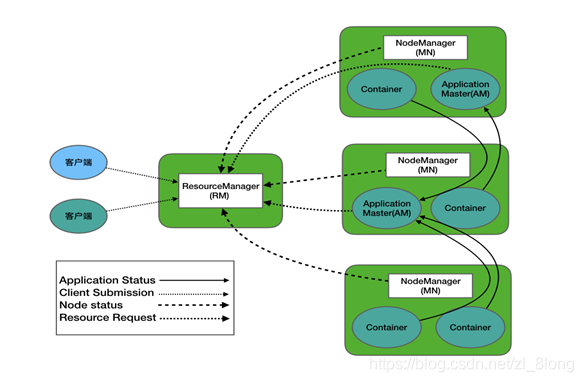 NodeManager
(MN)
Container
Application
Master(AM)
客户端
客户端
ResourceManager
(RM)
NodeManager
(MN)
Application
Master(AM)
Container
NodeManager
(MN)
Container
Container
Application Status
Client Submission
Node status
Resource Request
https://blog.csdn.net/zl_8long